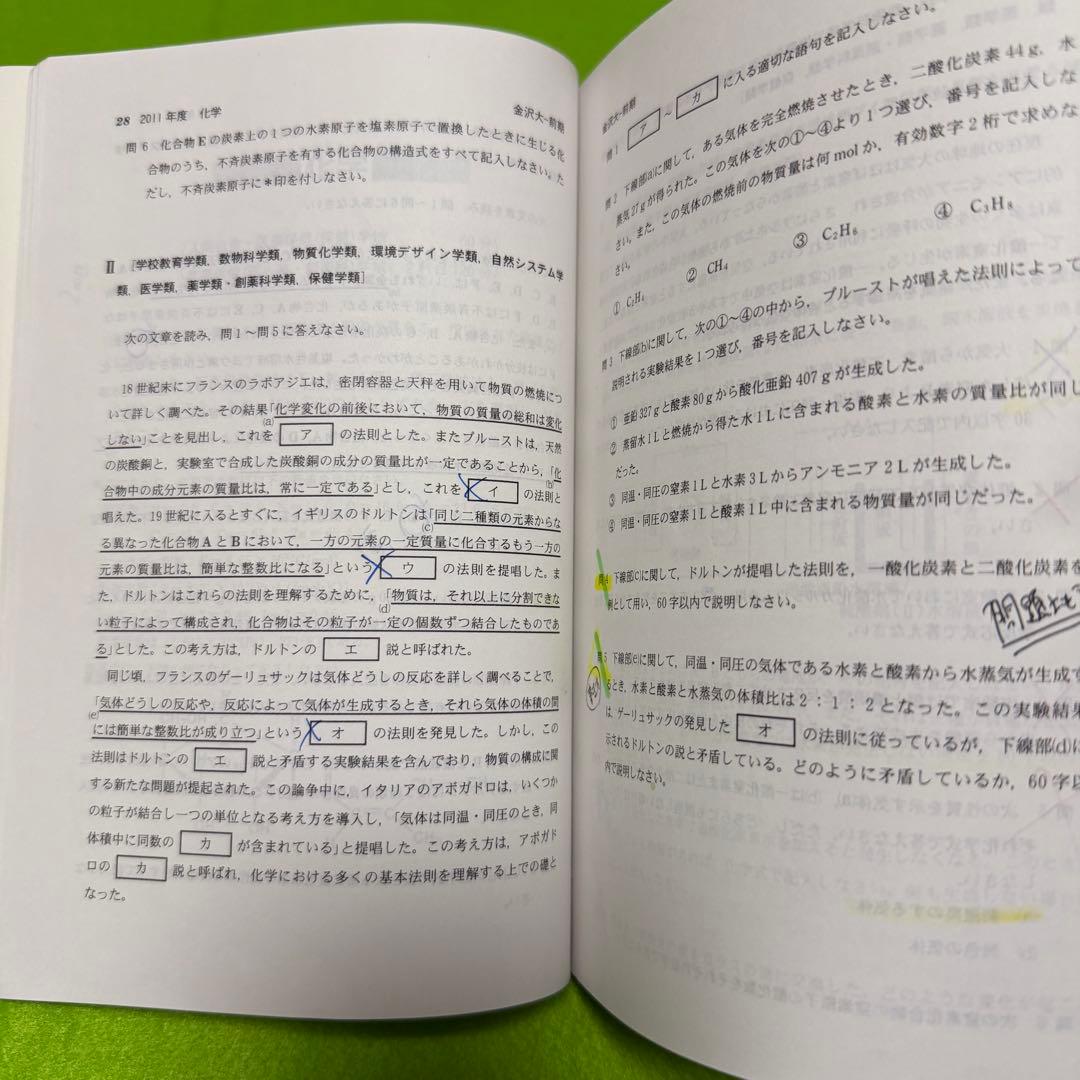 28 2011年度 化学 金沢大-前期
問6 化合物Eの炭素上の1つの水素原子を塩素原子で置換したときに生じる化
合物のうち，不斉炭素原子を有する化合物の構造式をすべて記入しなさい。た
だし，不斉炭素原子に＊印を付しなさい。
Ⅱ ［学校教育学類，数物科学類，物質化学類，環境デザイン学類，自然システム学
類，医学類，薬学類・創薬科学類，保健学類］
次の文章を読み，問1～問5に答えなさい。
18世紀末にフランスのラボアジエは，密閉容器と天秤を用いて物質の燃焼につ
いて詳しく調べた。その結果「化学変化の前後において，物質の質量の総和は変化
(a)
しない」ことを見出し，これを ア の法則とした。またプルーストは，天然
の炭酸銅と，実験室で合成した炭酸銅の成分の質量比が一定であることから，「化
(b)
合物中の成分元素の質量比は，常に一定である」とし，これを イ の法則と
唱えた。19世紀に入るとすぐに，イギリスのドルトンは「同じ二種類の元素からな
(c)
る異なった化合物AとBにおいて，一方の元素の一定質量に化合するもう一方の
元素の質量比は，簡単な整数比になる」という ウ の法則を提唱した。ま
た，ドルトンはこれらの法則を理解するために，「物質は，それ以上に分割できな
(d)
い粒子によって構成され，化合物はその粒子が一定の個数ずつ結合したものであ
る」とした。この考え方は，ドルトンの エ 説と呼ばれた。
同じ頃，フランスのゲーリュサックは気体どうしの反応を詳しく調べることで，
「気体どうしの反応や，反応によって気体が生成するとき，それら気体の体積の間
(e)
には簡単な整数比が成り立つ」という オ の法則を発見した。しかし，この
法則はドルトンの エ 説と矛盾する実験結果を含んでおり，物質の構成に関
する新たな問題が提起された。この論争中に，イタリアのアボガドロは，いくつか
の粒子が結合し一つの単位となる考え方を導入し，「気体は同温・同圧のとき，同
体積中に同数の カ が含まれている」と提唱した。この考え方は，アボガド
ロの カ 説と呼ばれ，化学における多くの基本法則を理解する上での礎と
なった。
金沢大-前期
問1 ア ～ カ に入る適切な語句を記入しなさい。
問2 下線部(a)に関して，ある気体を完全燃焼させたとき，二酸化炭素44g，水
蒸気27gが得られた。この気体を次の①～④より1つ選び，番号を記入しな
さい。また，この気体の燃焼前の物質量は何molか，有効数字2桁で求めな
さい。
① C₂H₄ ② CH₄ ③ C₂H₆ ④ C₃H₈
問3 下線部(b)に関して，次の①～④の中から，プルーストが唱えた法則によって
説明される実験結果を1つ選び，番号を記入しなさい。
① 亜鉛327gと酸素80gから酸化亜鉛407gが生成した。
② 蒸留水1Lと燃焼から得た水1Lに含まれる酸素と水素の質量比が同じ
だった。
③ 同温・同圧の窒素1Lと水素3Lからアンモニア2Lが生成した。
④ 同温・同圧の窒素1Lと酸素1L中に含まれる物質量が同じだった。
問4 下線部(c)に関して，ドルトンが提唱した法則を，一酸化炭素と二酸化炭素を
例として用い，60字以内で説明しなさい。
問5 下線部(e)に関して，同温・同圧の気体である水素と酸素から水蒸気が生成す
るとき，水素と酸素と水蒸気の体積比は2：1：2となった。この実験結果
は，ゲーリュサックの発見した オ の法則に従っているが，下線部(d)に
示されるドルトンの説と矛盾している。どのように矛盾しているか，60字以
内で説明しなさい。